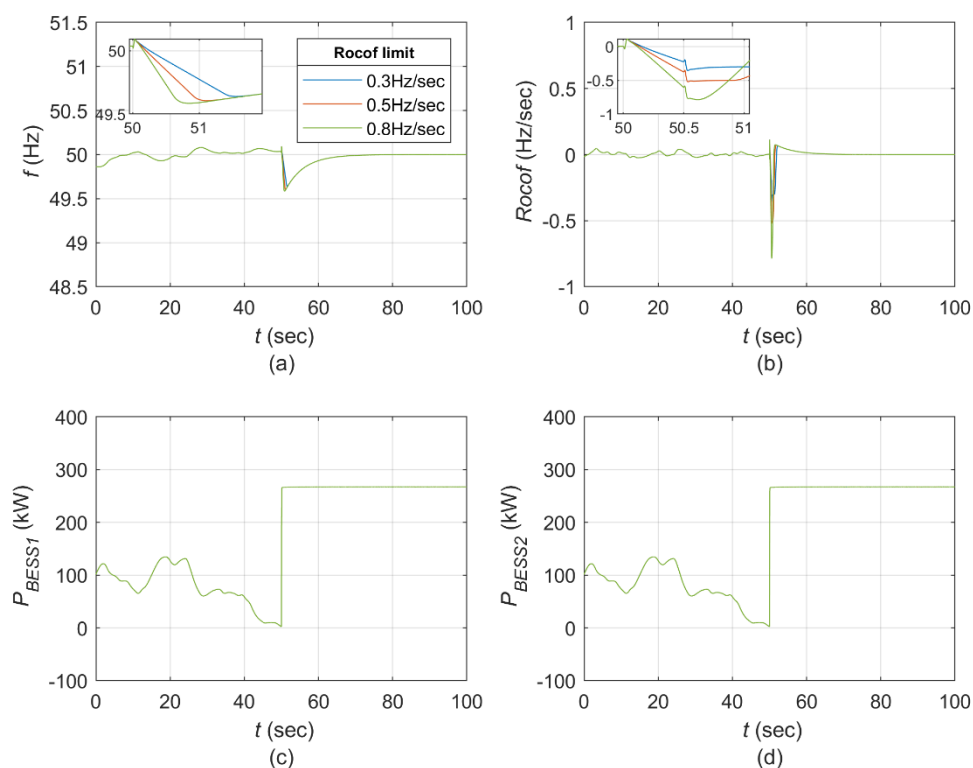 51.5
51
50.5
50
49.5
49
48.5
f (Hz)
50
49.5
50 51
Rocof limit
0.3Hz/sec
0.5Hz/sec
0.8Hz/sec
0 20 40 60 80 100
t (sec)
(a)
1
0.5
0
-0.5
-1
Rocof (Hz/sec)
0
-0.5
-1
50 50.5 51
0 20 40 60 80 100
t (sec)
(b)
400
300
200
100
0
-100
P_BESS1 (kW)
0 20 40 60 80 100
t (sec)
(c)
400
300
200
100
0
-100
P_BESS2 (kW)
0 20 40 60 80 100
t (sec)
(d)